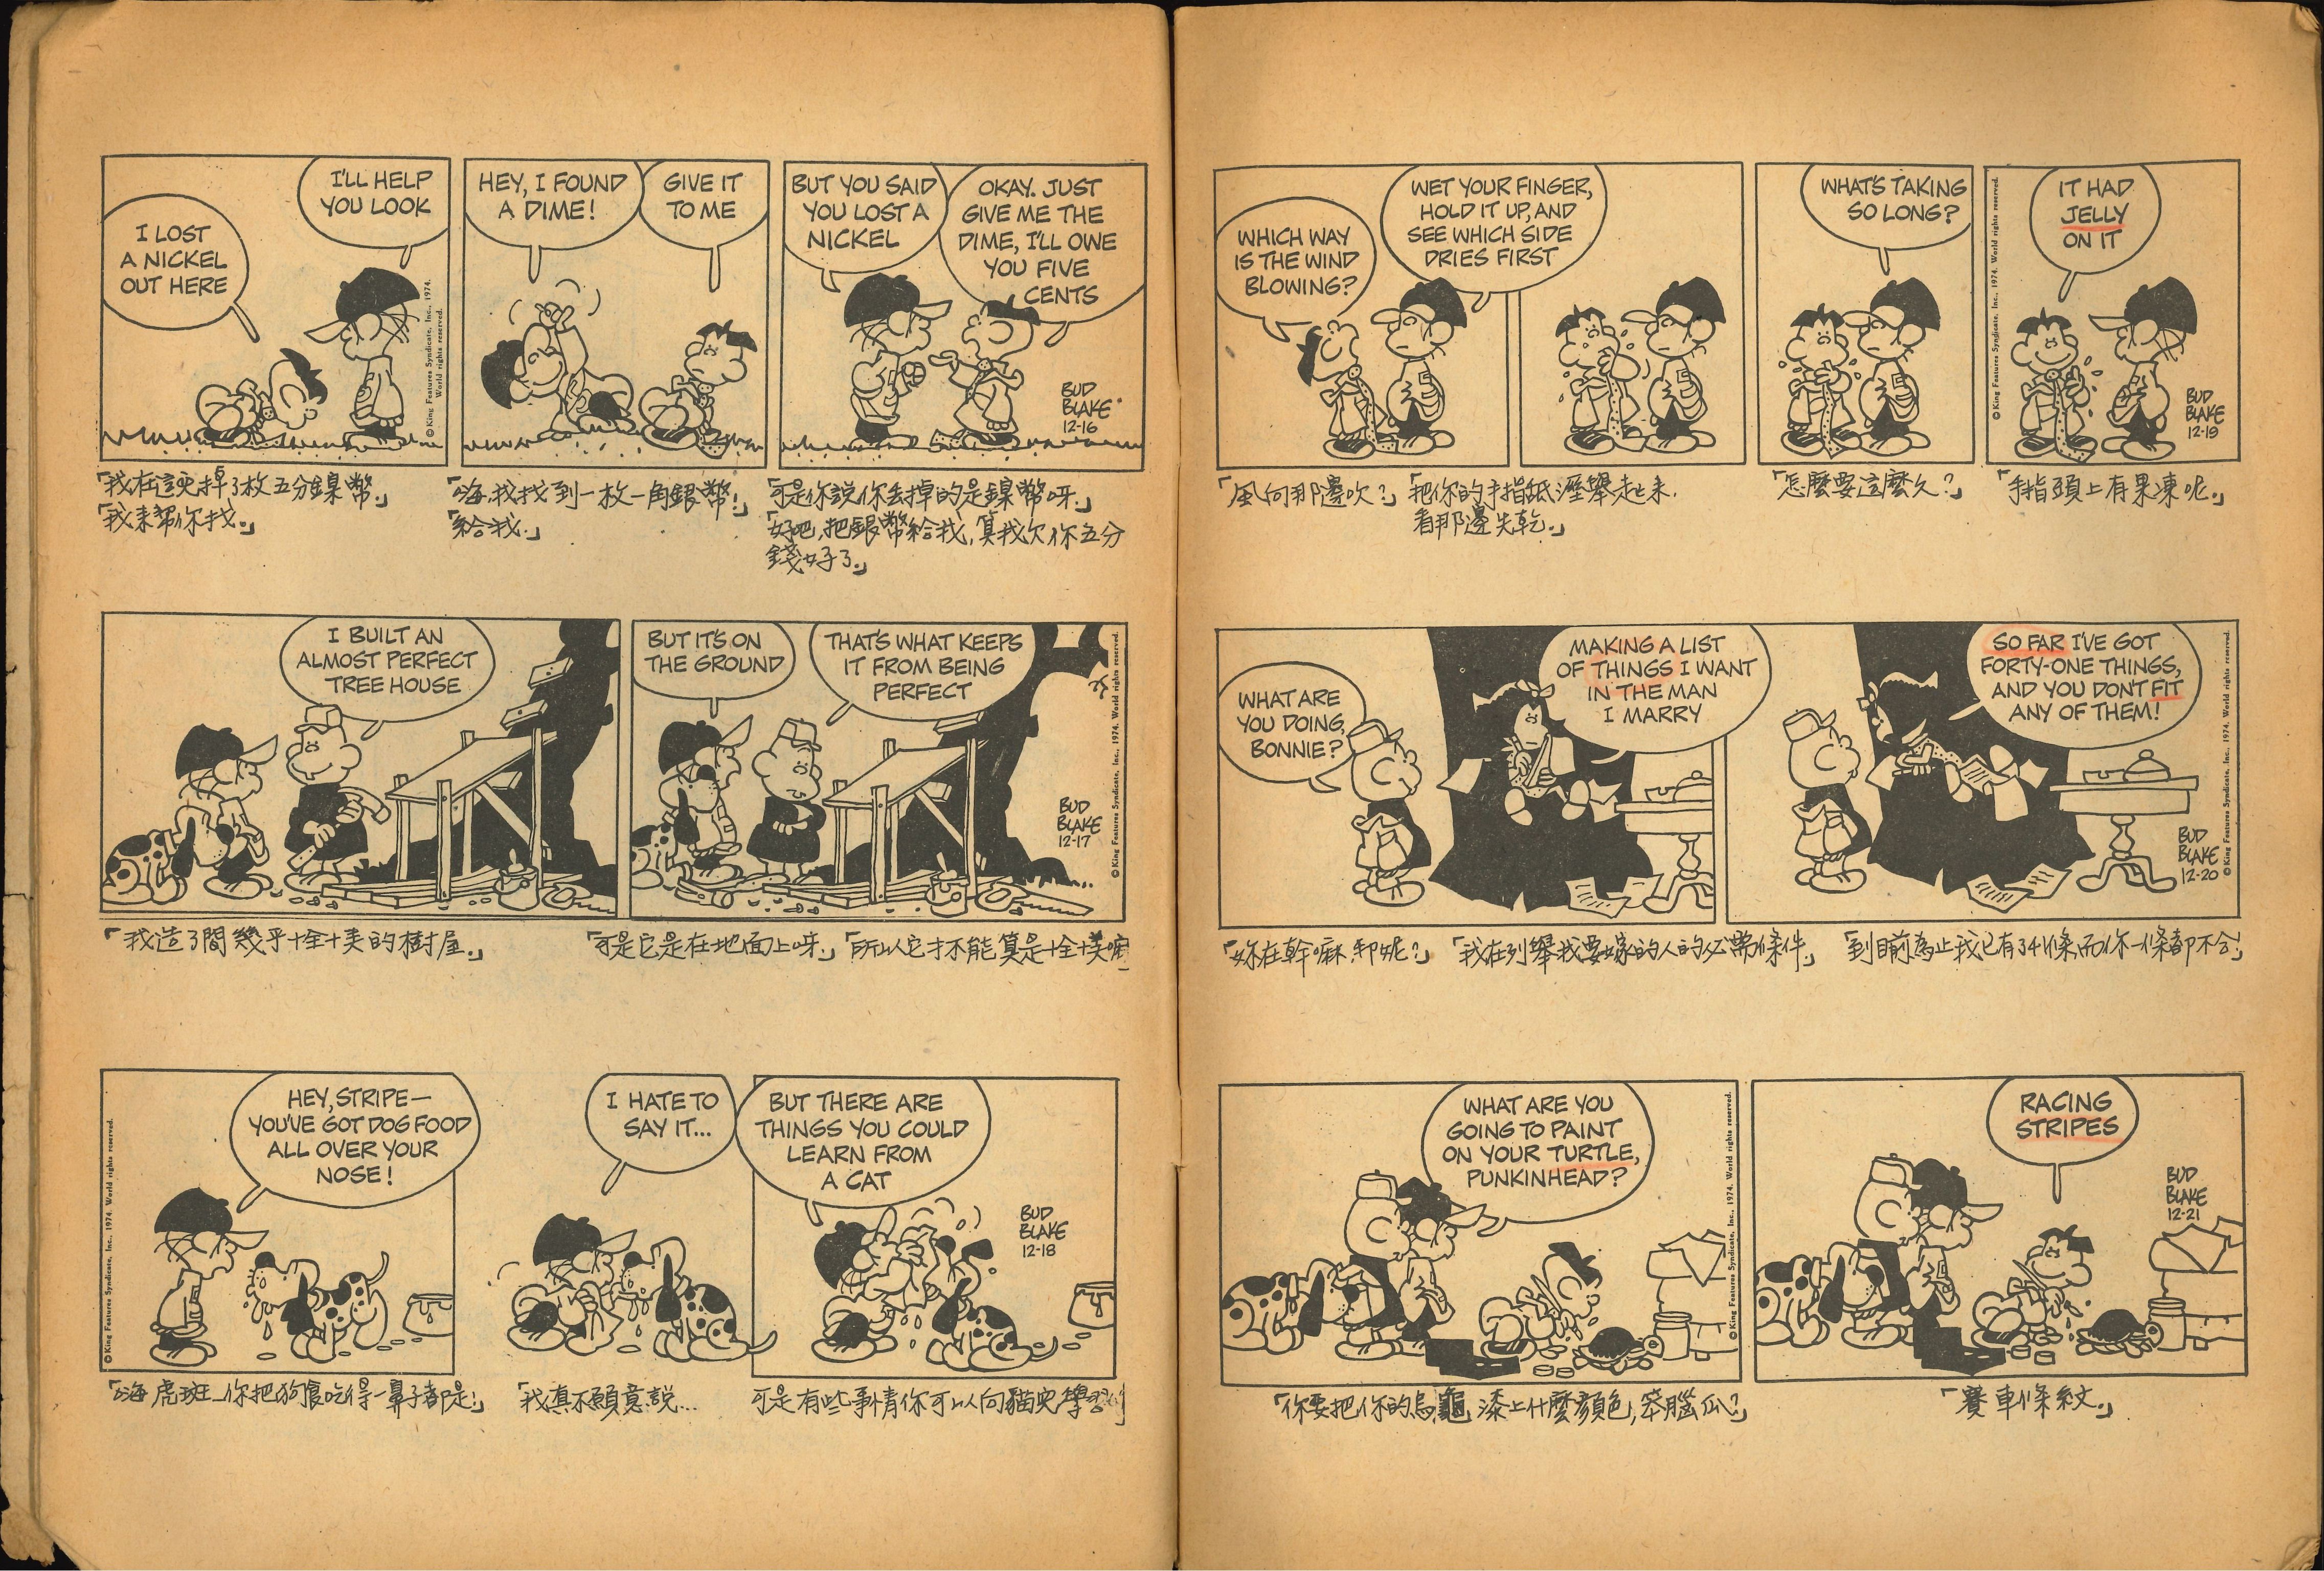 I LOST
A NICKEL
OUT HERE
I'LL HELP
YOU LOOK
© King Features Syndicate, Inc., 1974.
World rights reserved.
HEY, I FOUND
A DIME!
GIVE IT
TO ME
BUT YOU SAID
YOU LOST A
NICKEL
OKAY. JUST
GIVE ME THE
DIME, I'LL OWE
YOU FIVE
CENTS
BUD
BLAKE
12-16
「我在這兒掉了枚五分鎳幣。」
「我来幫你找。」
「嗨,我找到一枚一角銀幣!」
「給我。」
「可是你説你丟掉的是鎳幣呀。」
「好吧,把銀幣給我,算我欠你五分
錢好了。」
I BUILT AN
ALMOST PERFECT
TREE HOUSE
BUT IT'S ON
THE GROUND
THAT'S WHAT KEEPS
IT FROM BEING
PERFECT
BUD
BLAKE
12-17
© King Features Syndicate, Inc., 1974. World rights reserved.
「我造了間幾乎十全十美的樹屋。」
「可是它是在地面上呀。」
「所以它才不能算是十全十美嘛
© King Features Syndicate, Inc., 1974. World rights reserved.
HEY, STRIPE—
YOU'VE GOT DOG FOOD
ALL OVER YOUR
NOSE!
I HATE TO
SAY IT...
BUT THERE ARE
THINGS YOU COULD
LEARN FROM
A CAT
BUD
BLAKE
12-18
「嗨 虎斑_你把狗食吃得一鼻子都是!」
「我真不願意説...
可是有些事情你可以向貓兒學習
WHICH WAY
IS THE WIND
BLOWING?
WET YOUR FINGER,
HOLD IT UP, AND
SEE WHICH SIDE
DRIES FIRST
WHAT'S TAKING
SO LONG?
© King Features Syndicate, Inc., 1974. World rights reserved.
IT HAD
JELLY
ON IT
BUD
BLAKE
12-19
「風向那邊吹?」
「把你的手指舐溼舉起来,
看那邊先乾。」
「怎麼要這麼久?」
「手指頭上有果凍呢。」
WHAT ARE
YOU DOING,
BONNIE?
MAKING A LIST
OF THINGS I WANT
IN THE MAN
I MARRY
SO FAR I'VE GOT
FORTY-ONE THINGS,
AND YOU DON'T FIT
ANY OF THEM!
BUD
BLAKE
12-20
© King Features Syndicate, Inc., 1974. World rights reserved.
「妳在幹嘛,邦妮?」
「我在列舉我要嫁的人的必需條件」
「到目前為止我已有了41條,而你一條都不合」
WHAT ARE YOU
GOING TO PAINT
ON YOUR TURTLE,
PUNKINHEAD?
© King Features Syndicate, Inc., 1974. World rights reserved.
RACING
STRIPES
BUD
BLAKE
12-21
「你要把你的烏龜漆上什麼顏色,笨腦瓜?」
「賽車條紋。」